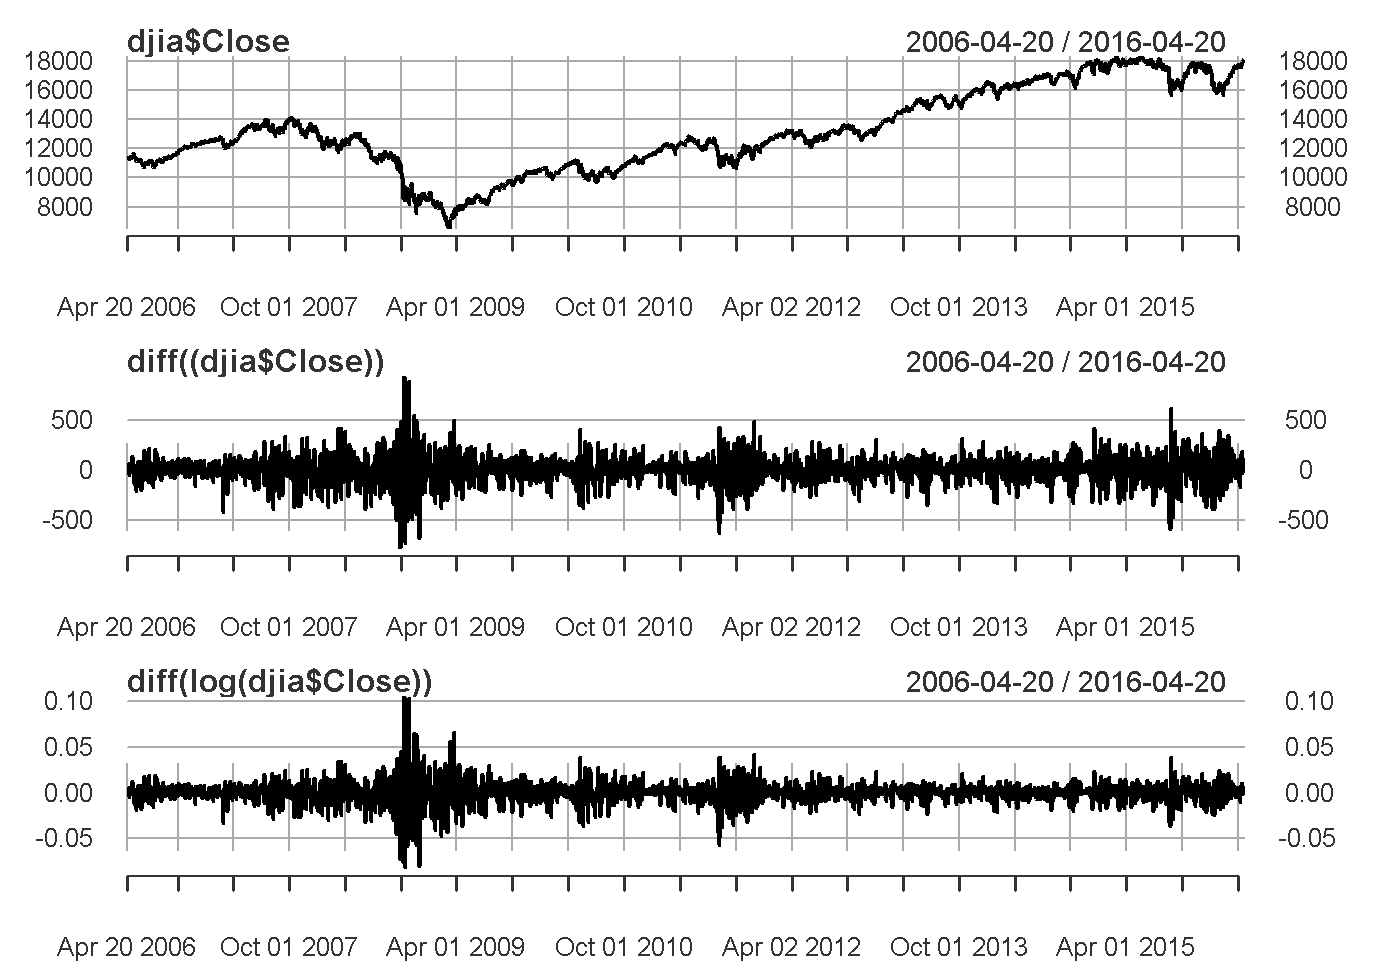 djia$Close 2006-04-20 / 2016-04-20
18000 18000
16000 16000
14000 14000
12000 12000
10000 10000
8000 8000
Apr 20 2006 Oct 01 2007 Apr 01 2009 Oct 01 2010 Apr 02 2012 Oct 01 2013 Apr 01 2015
diff((djia$Close)) 2006-04-20 / 2016-04-20
500 500
0 0
-500 -500
Apr 20 2006 Oct 01 2007 Apr 01 2009 Oct 01 2010 Apr 02 2012 Oct 01 2013 Apr 01 2015
diff(log(djia$Close)) 2006-04-20 / 2016-04-20
0.10 0.10
0.05 0.05
0.00 0.00
-0.05 -0.05
Apr 20 2006 Oct 01 2007 Apr 01 2009 Oct 01 2010 Apr 02 2012 Oct 01 2013 Apr 01 2015